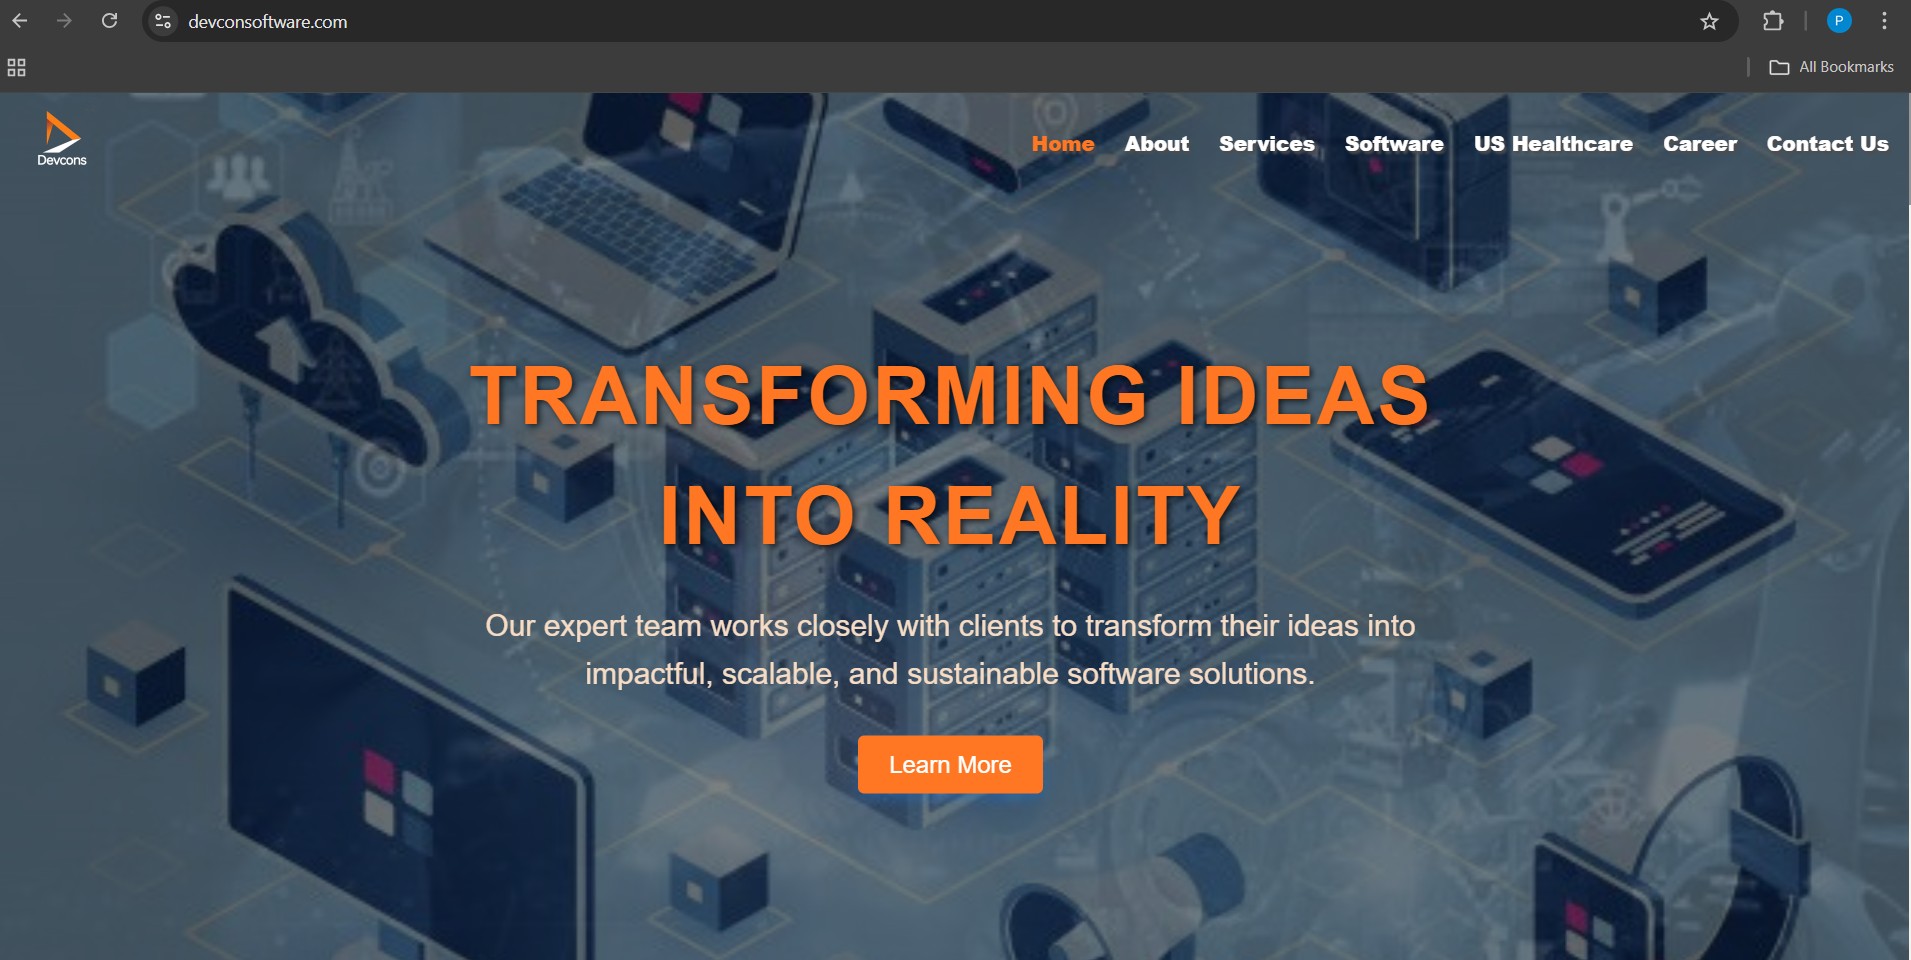 devconsoftware.com
P
All Bookmarks
Devcons
Home About Services Software US Healthcare Career Contact Us
TRANSFORMING IDEAS
INTO REALITY
Our expert team works closely with clients to transform their ideas into
impactful, scalable, and sustainable software solutions.
Learn More